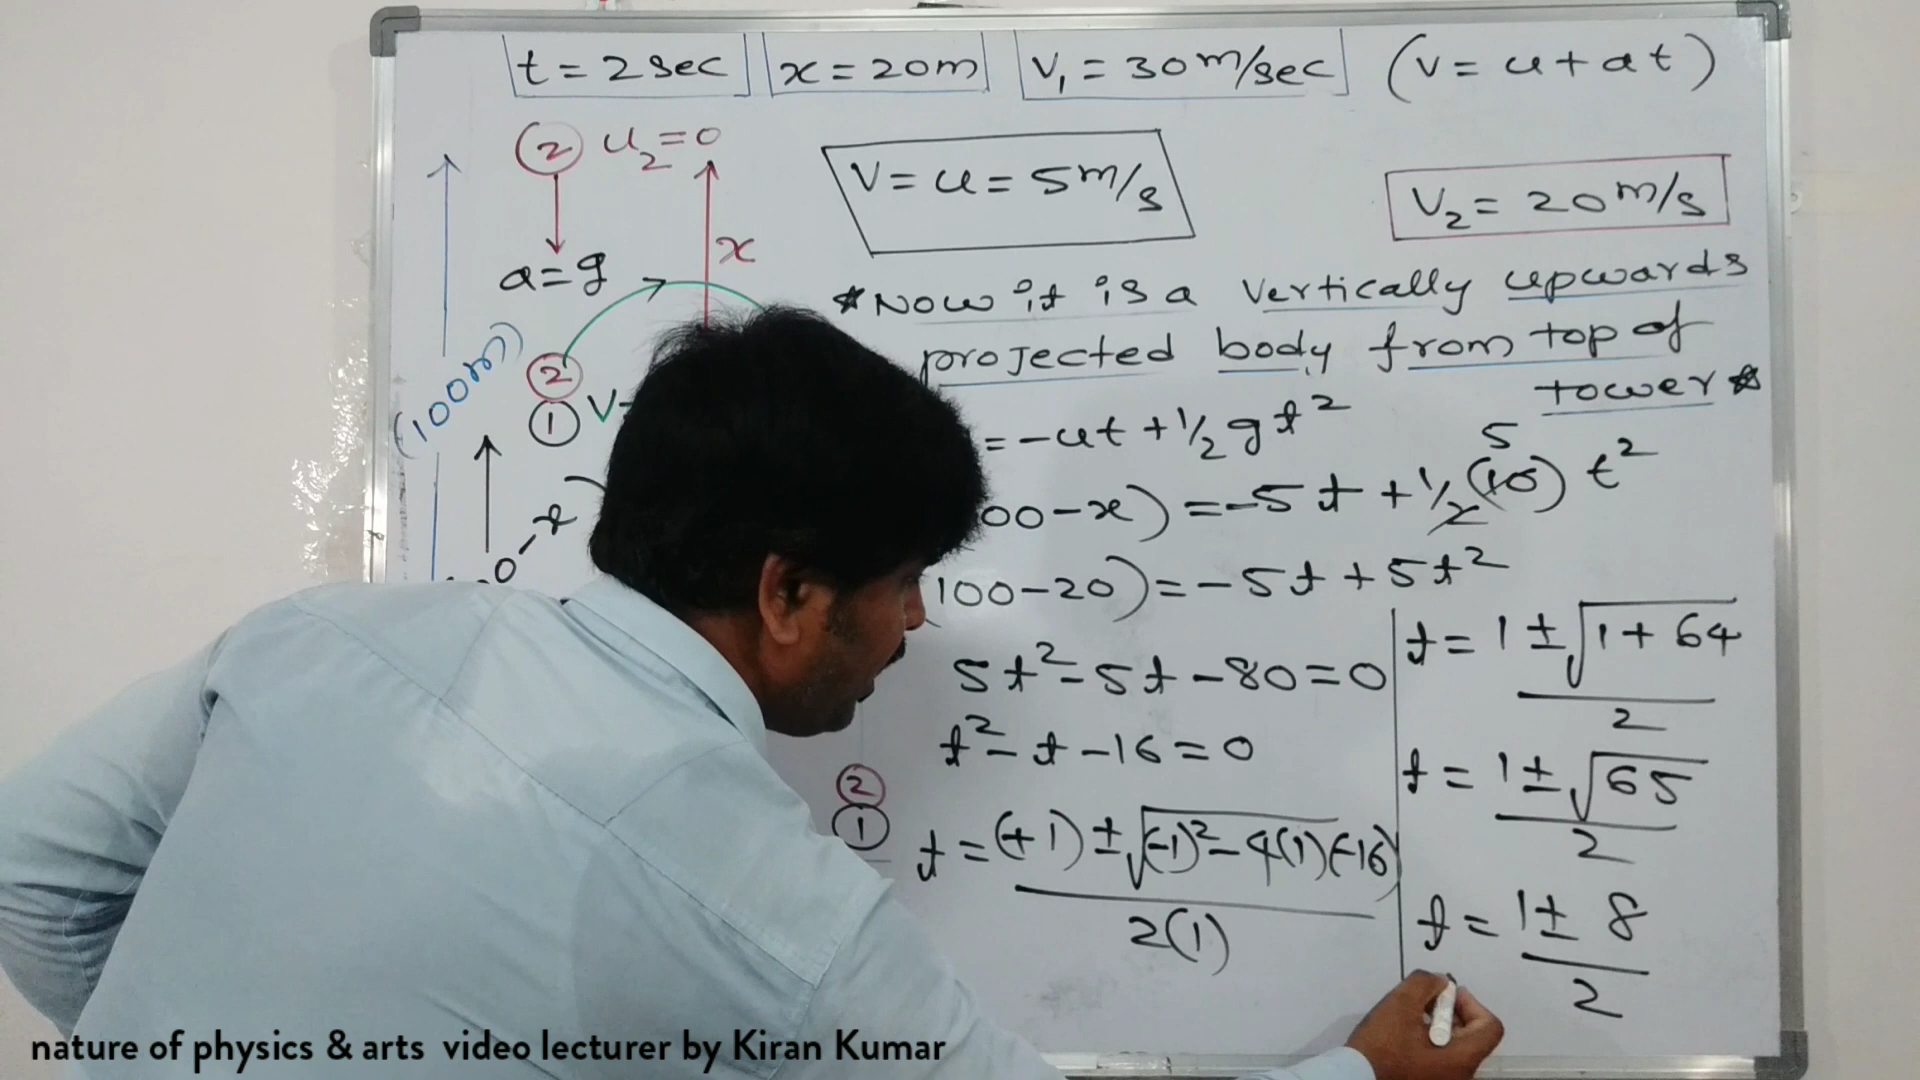 t = 2 sec x = 20m V₁ = 30 m/sec (v = u + at)
② u₂ = 0
a = g
x
V = u = 5 m/s
V₂ = 20 m/s
* Now it is a vertically upwards
projected body from top of
tower *
(100m)
②
① V
= -ut + 1/2 g t²
00 - x) = -5t + 1/2 (10) t²
5
(100 - 20) = -5t + 5t²
5t² - 5t - 80 = 0
t² - t - 16 = 0
②
①
t = (+1) ± √(-1)² - 4(1)(-16)
2(1)
t = 1 ± √1 + 64
2
t = 1 ± √65
2
t = 1 ± 8
2
nature of physics & arts video lecturer by Kiran Kumar